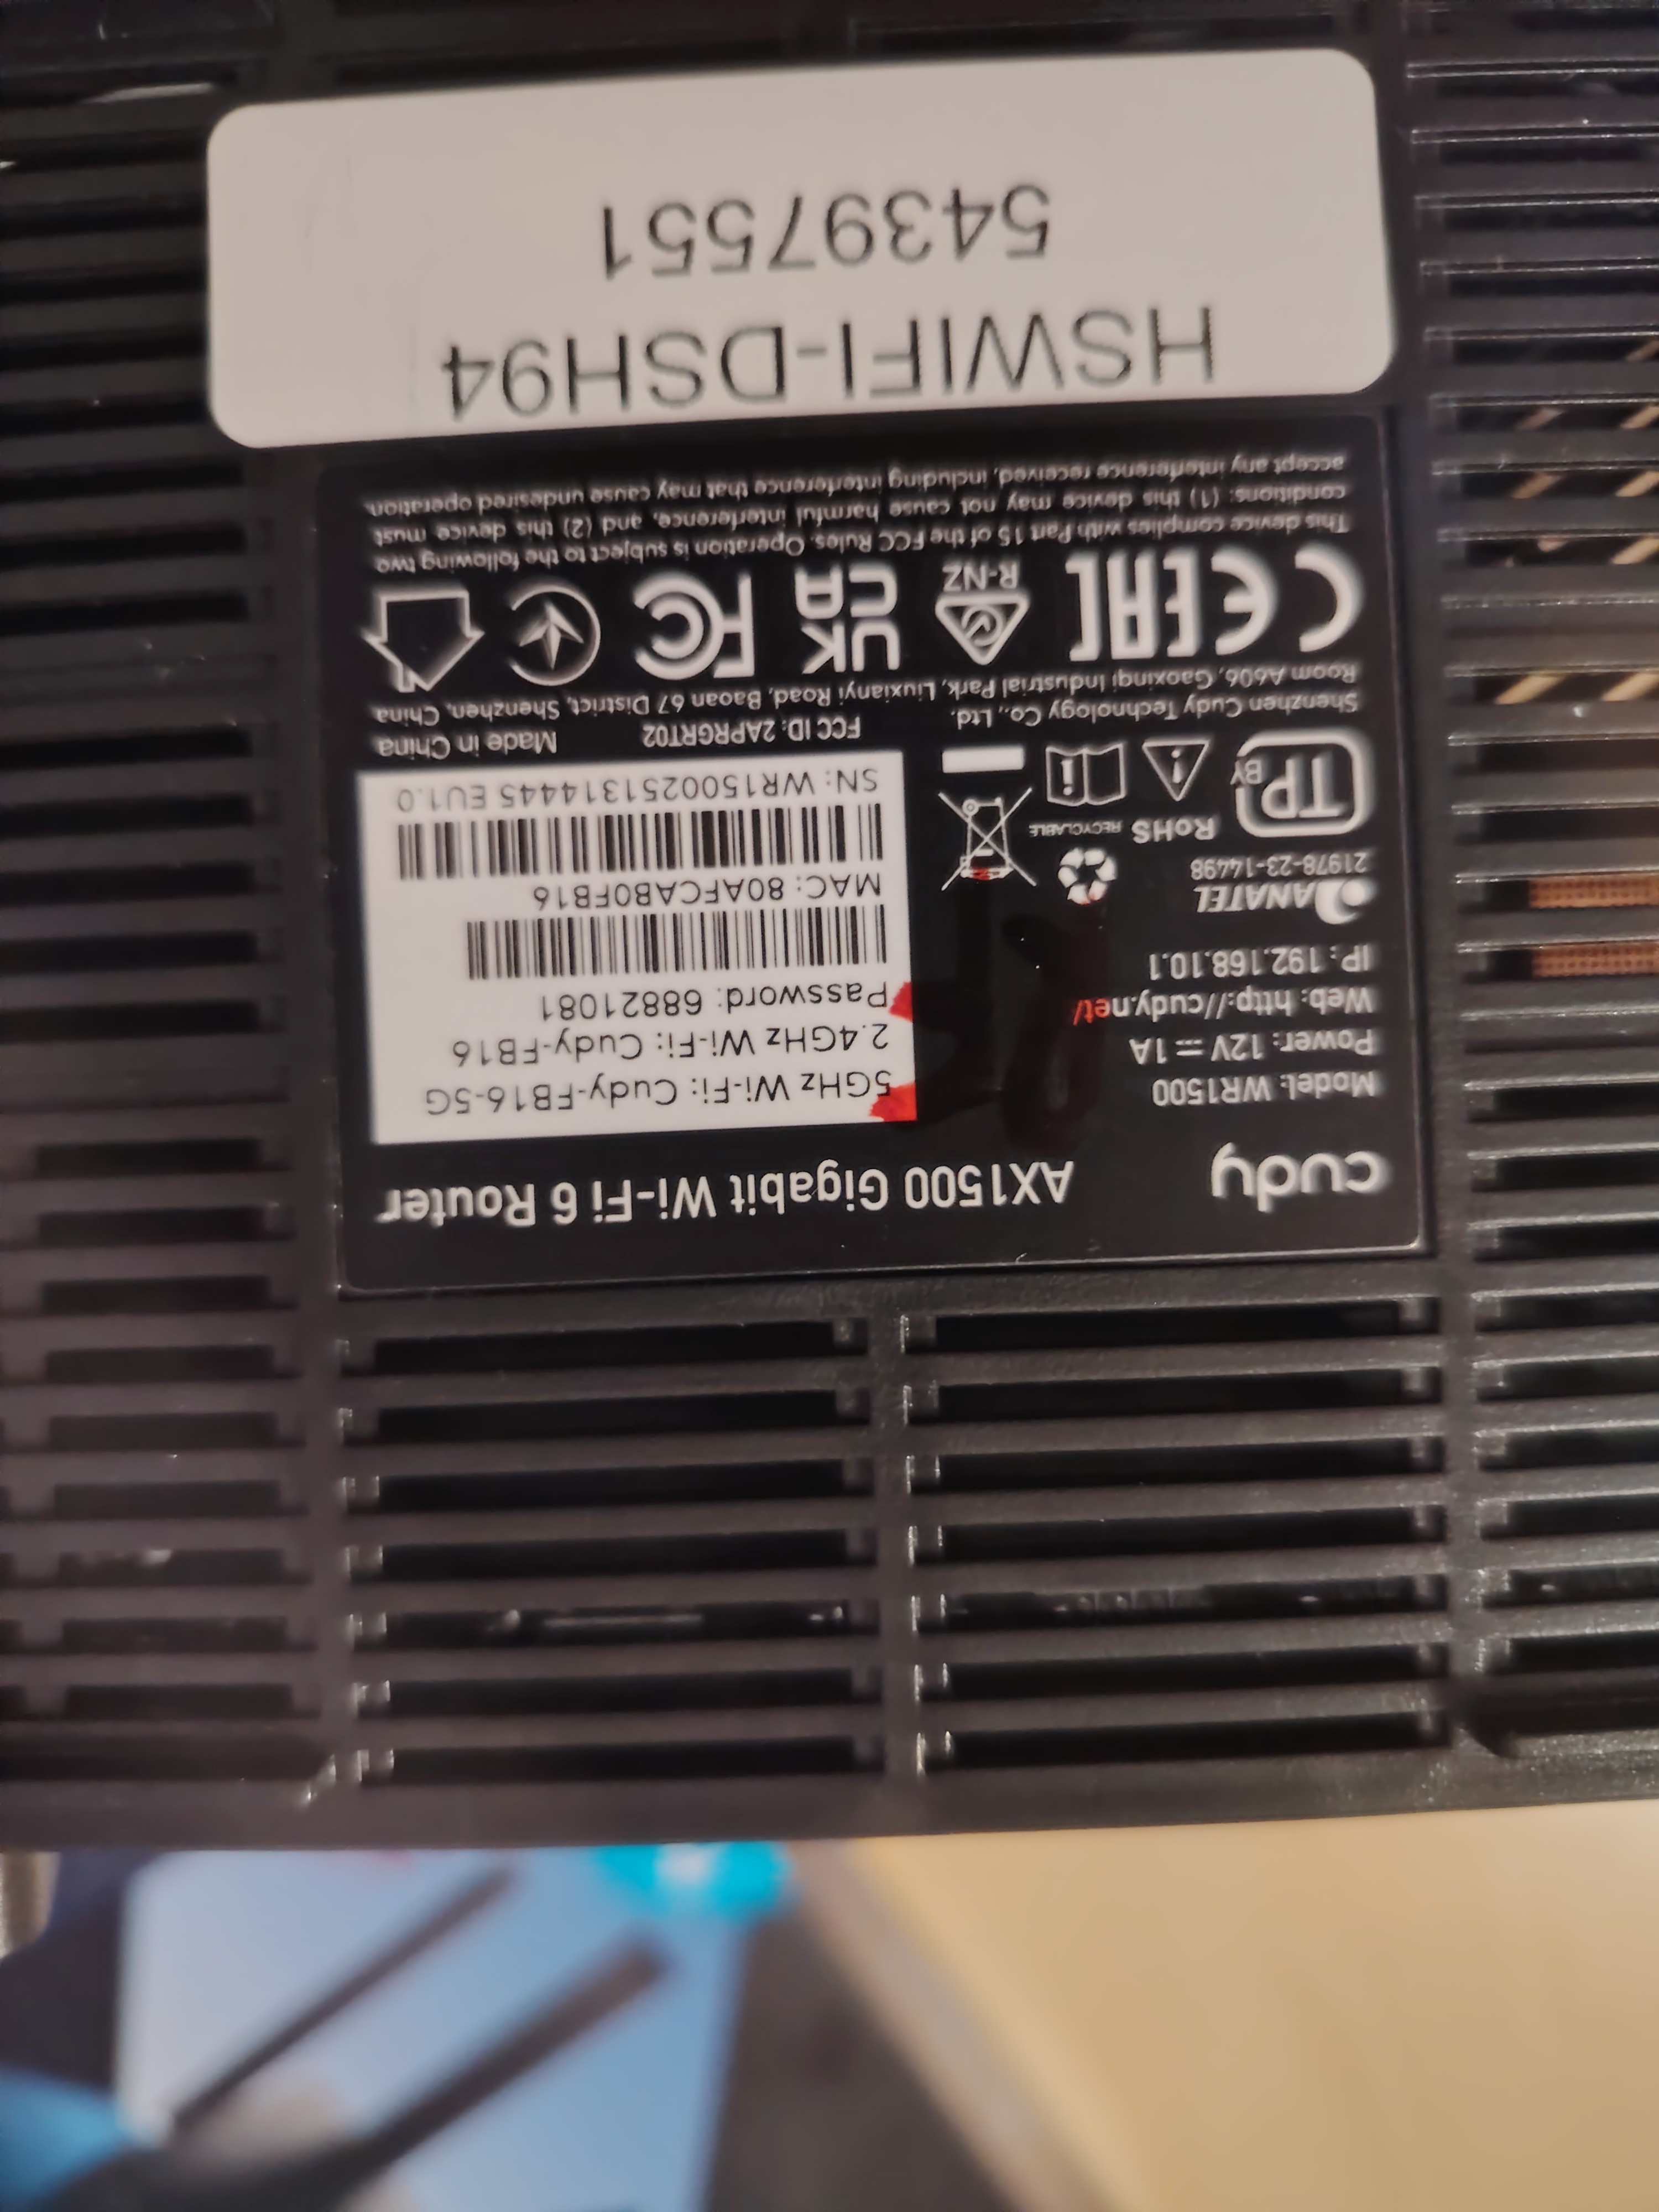 cudy
AX1500 Gigabit Wi-Fi 6 Router
Model: WR1500
Power: 12V ⎓ 1A
Web: http://cudy.net/
IP: 192.168.10.1
ANATEL
21978-23-14498
RoHS
RECYCLABLE
TP
BY
5GHz Wi-Fi: Cudy-FB16-5G
2.4GHz Wi-Fi: Cudy-FB16
Password: 68821081
MAC: 80AFCAB0FB16
SN: WR1500251314445 EU1.0
FCC ID: 2APRGRT02
Made in China
Shenzhen Cudy Technology Co., Ltd.
Room A606, Gaoxinqi Industrial Park, Liuxianyi Road, Baoan 67 District, Shenzhen, China
CE
EAC
R-NZ
UK
CA
FC
This device complies with Part 15 of the FCC Rules. Operation is subject to the following two
conditions: (1) this device may not cause harmful interference, and (2) this device must
accept any interference received, including interference that may cause undesired operation.
HSWIFI-DSH94
54397551